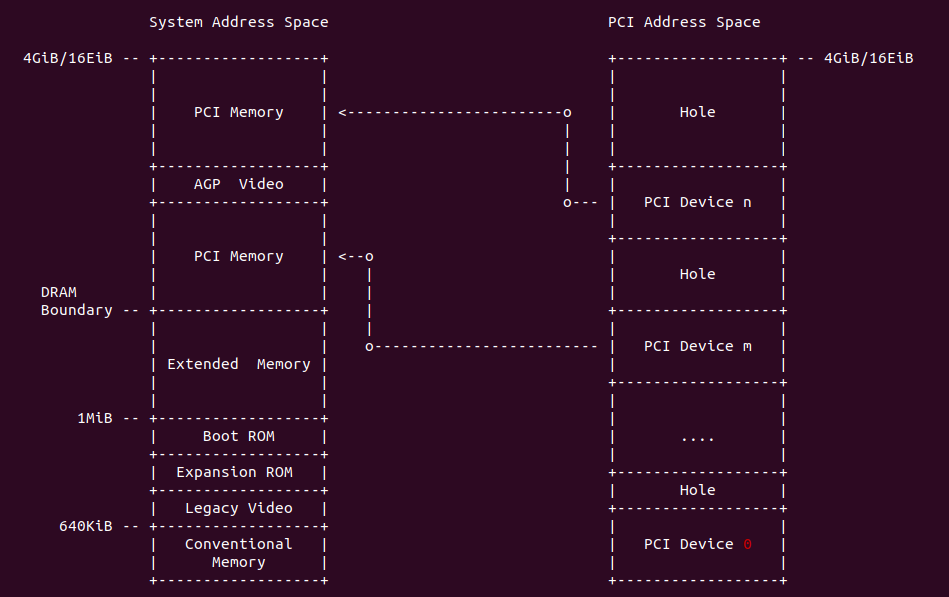 System Address Space                               PCI Address Space
4GiB/16EiB -- +------------------+                               +------------------+ -- 4GiB/16EiB
              |                  |                               |                  |
              |                  |                               |                  |
              |    PCI Memory    | <------------------------o    |       Hole       |
              |                  |                          |    |                  |
              |                  |                          |    |                  |
              +------------------+                          |    +------------------+
              |    AGP  Video    |                          |    |                  |
              +------------------+                          o--- |   PCI Device n   |
              |                  |                               |                  |
              |                  |                               +------------------+
              |    PCI Memory    | <--o                          |                  |
              |                  |    |                          |       Hole       |
  DRAM        |                  |    |                          |                  |
  Boundary -- +------------------+    |                          +------------------+
              |                  |    |                          |                  |
              |                  |    o------------------------- |   PCI Device m   |
              | Extended  Memory |                               |                  |
              |                  |                               +------------------+
              |                  |                               |                  |
      1MiB -- +------------------+                               |                  |
              |     Boot ROM     |                               |       ....       |
              +------------------+                               |                  |
              |  Expansion ROM   |                               +------------------+
              +------------------+                               |       Hole       |
              |   Legacy Video   |                               +------------------+
    640KiB -- +------------------+                               |                  |
              |   Conventional   |                               |   PCI Device 0   |
              |      Memory      |                               |                  |
              +------------------+                               +------------------+